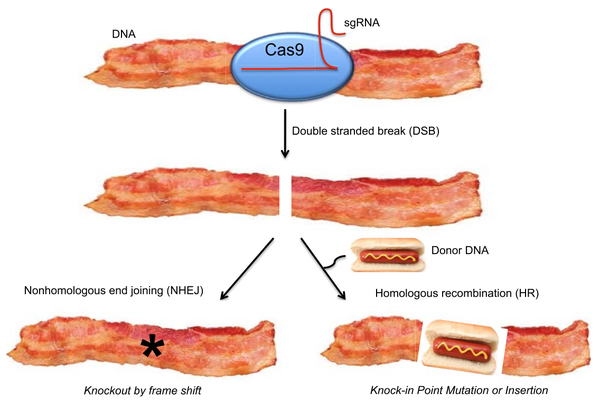 sgRNA
DNA
Cas9
Double stranded break (DSB)
Donor DNA
Nonhomologous end joining (NHEJ)
Homologous recombination (HR)
*
Knockout by frame shift
Knock-in Point Mutation or Insertion